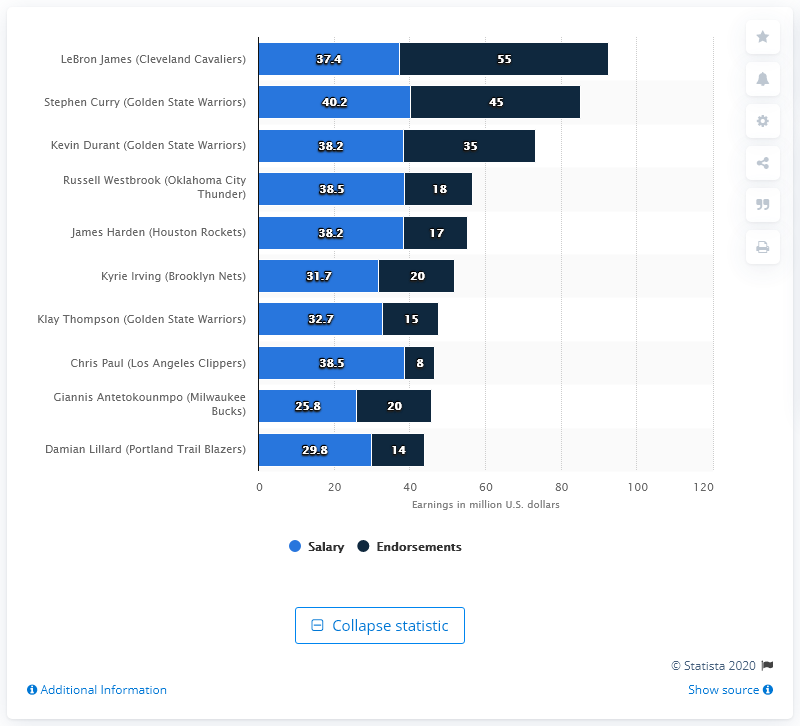 LeBron James (Cleveland Cavaliers) 37.4 55
Stephen Curry (Golden State Warriors) 40.2 45
Kevin Durant (Golden State Warriors) 38.2 35
Russell Westbrook (Oklahoma City
Thunder) 38.5 18
James Harden (Houston Rockets) 38.2 17
Kyrie Irving (Brooklyn Nets) 31.7 20
Klay Thompson (Golden State Warriors) 32.7 15
Chris Paul (Los Angeles Clippers) 38.5 8
Giannis Antetokounmpo (Milwaukee
Bucks) 25.8 20
Damian Lillard (Portland Trail Blazers) 29.8 14
0 20 40 60 80 100 120
Earnings in million U.S. dollars
Salary Endorsements
Collapse statistic
© Statista 2020
Additional Information Show source